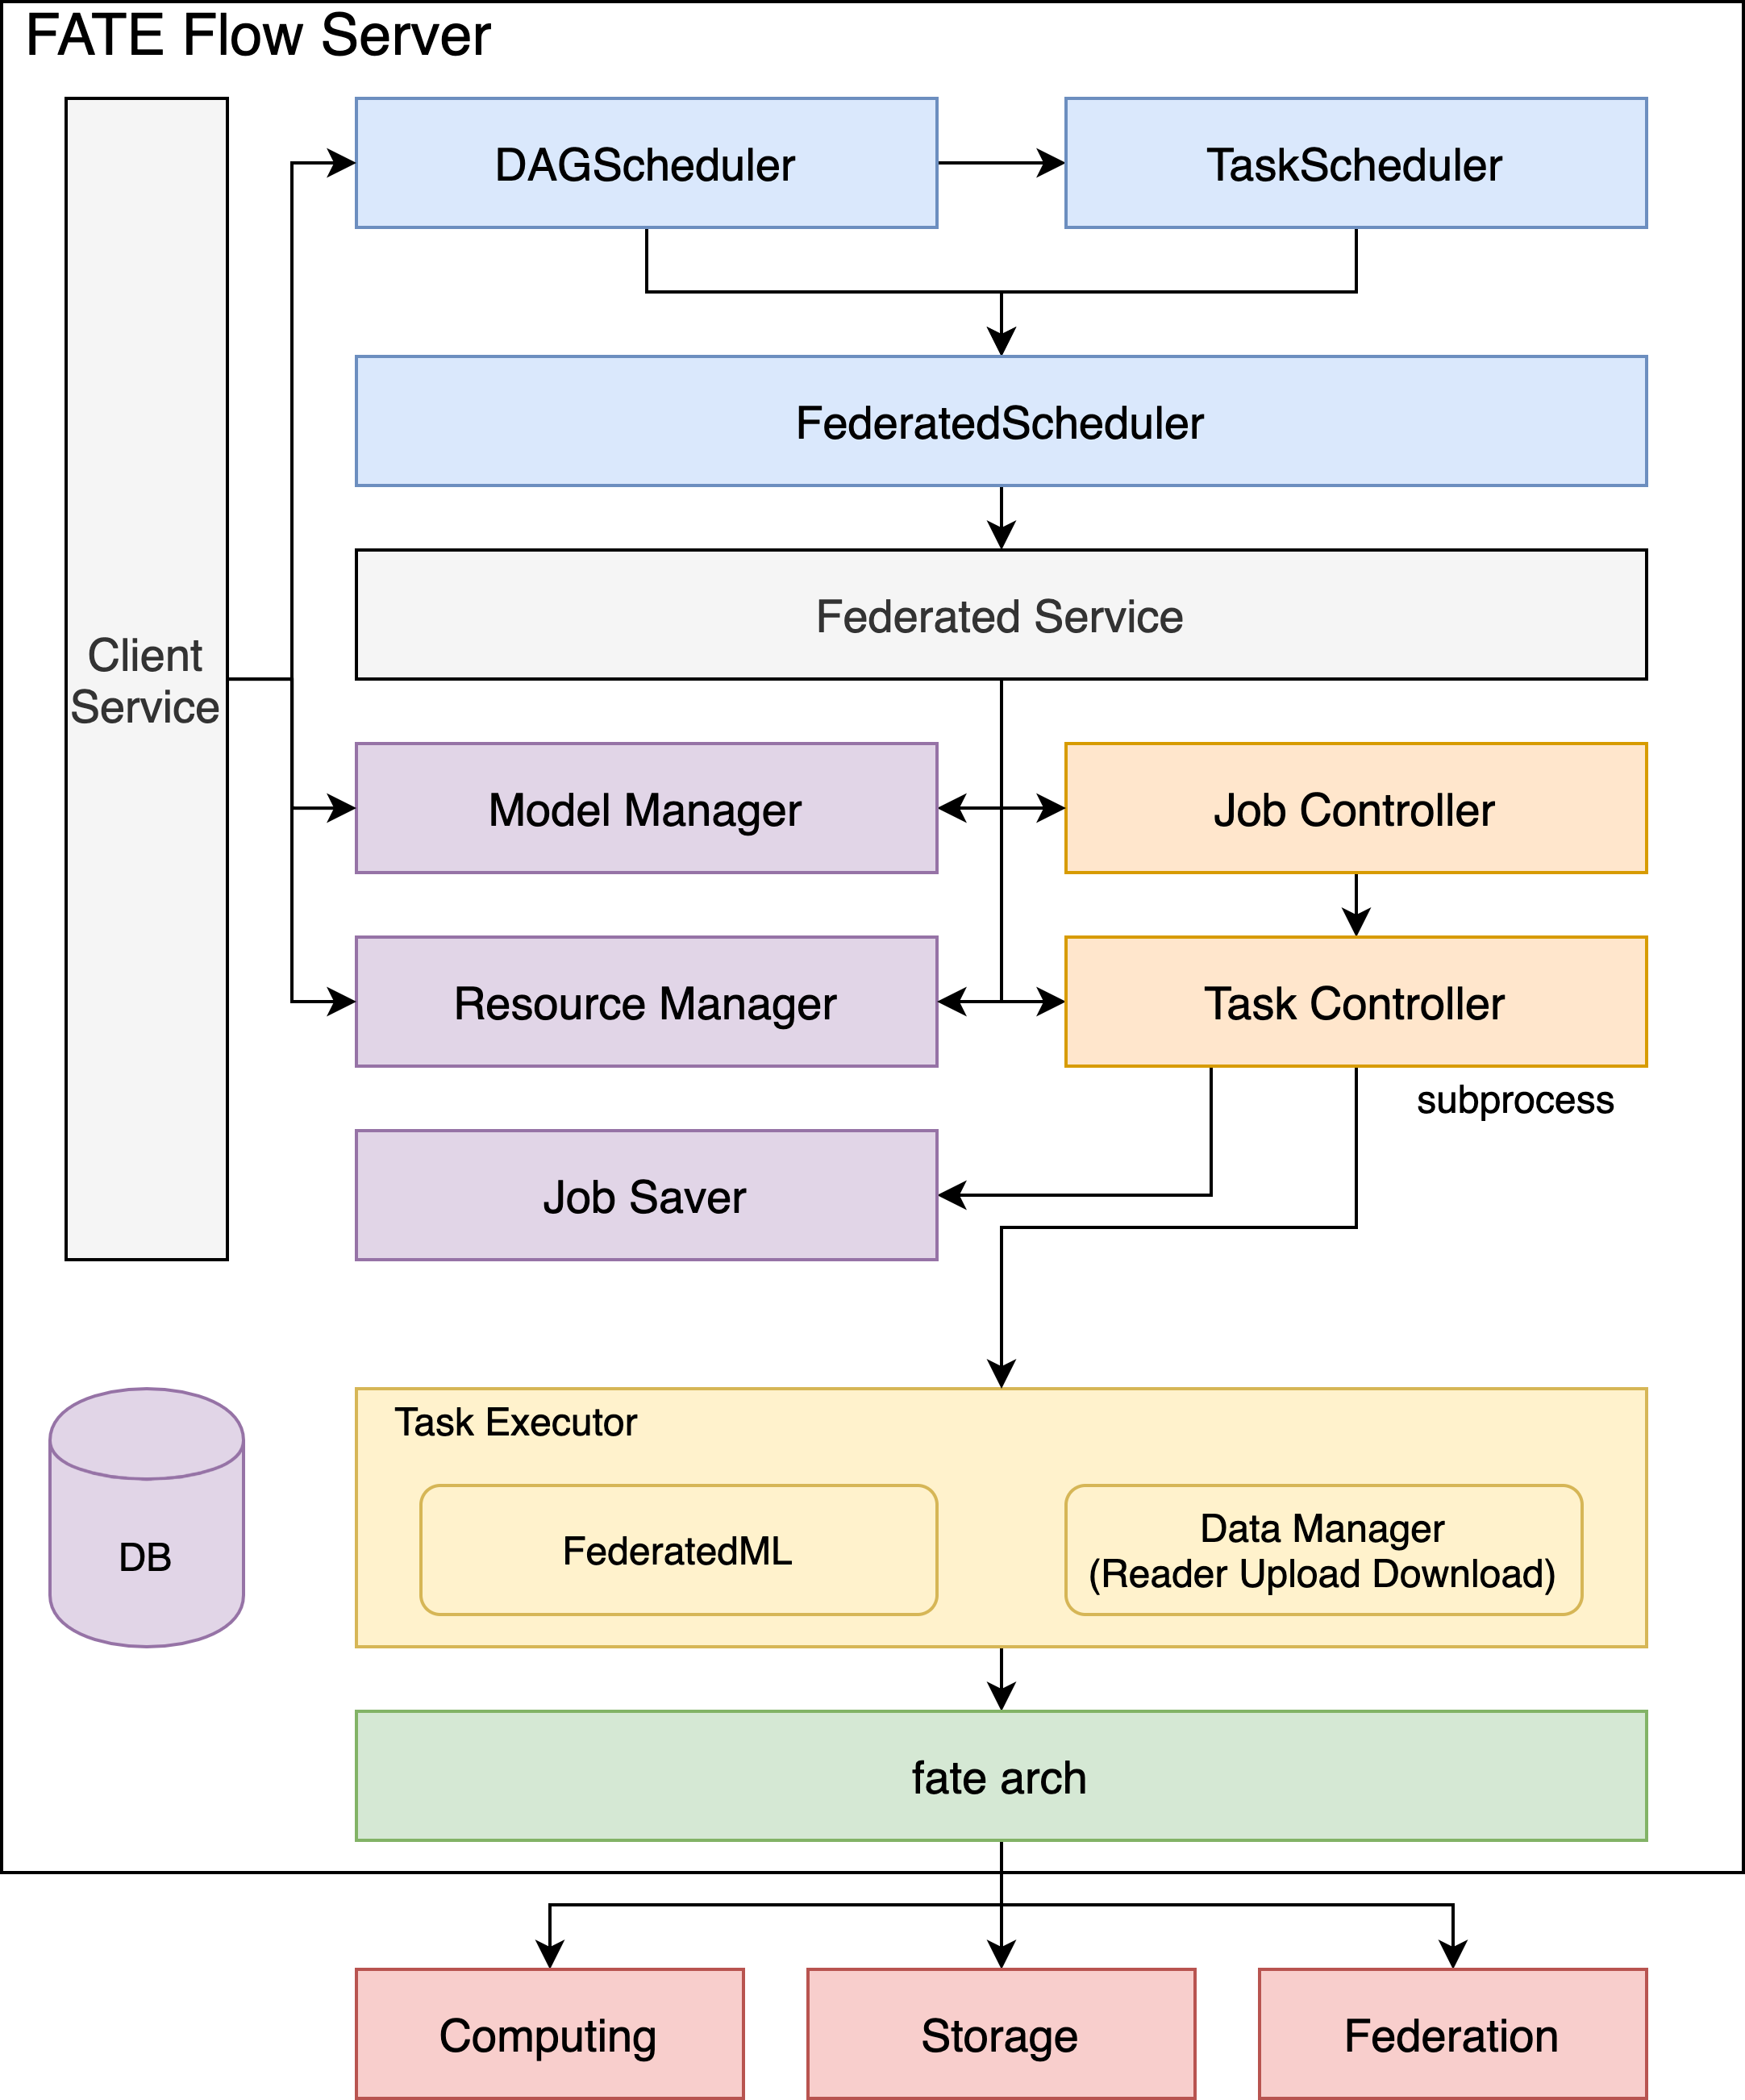 FATE Flow Server
DAGScheduler
TaskScheduler
FederatedScheduler
Federated Service
Client
Service
Model Manager
Job Controller
Resource Manager
Task Controller
subprocess
Job Saver
Task Executor
FederatedML
Data Manager
(Reader Upload Download)
DB
fate arch
Computing
Storage
Federation